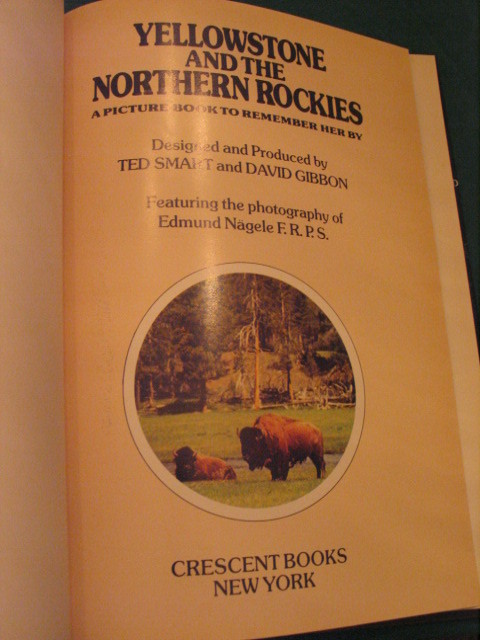 YELLOWSTONE
AND THE
NORTHERN ROCKIES
A PICTURE BOOK TO REMEMBER HER BY
Designed and Produced by
TED SMART and DAVID GIBBON
Featuring the photography of
Edmund Nägele F.R.P.S.
CRESCENT BOOKS
NEW YORK